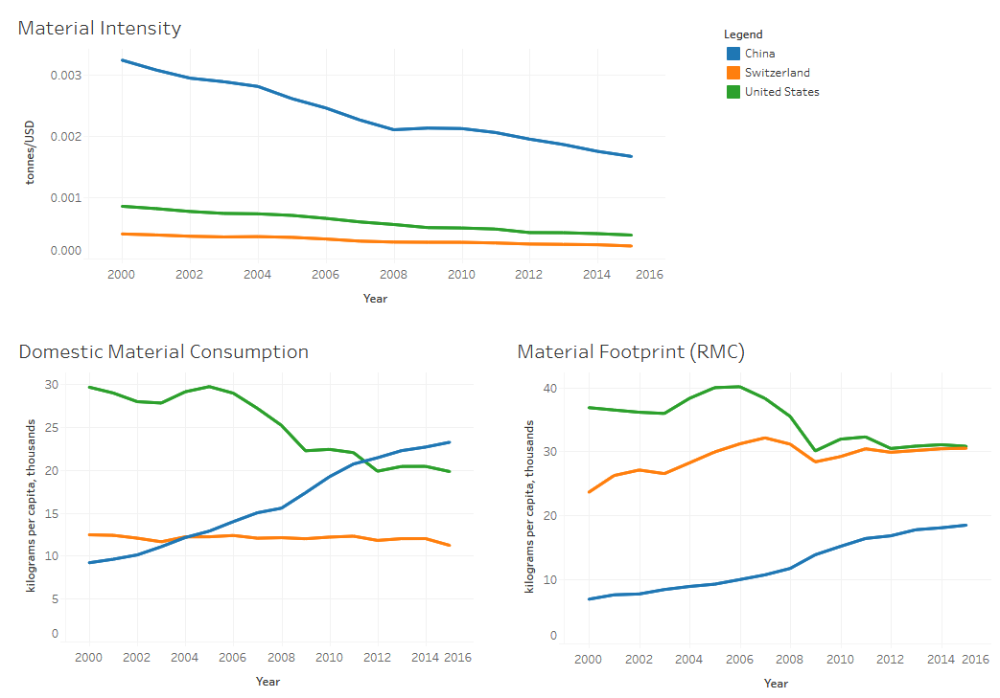 Material Intensity
Legend
China
Switzerland
United States
tonnes/USD
0.003
0.002
0.001
0.000
2000 2002 2004 2006 2008 2010 2012 2014 2016
Year
Domestic Material Consumption
kilograms per capita, thousands
30
25
20
15
10
5
0
2000 2002 2004 2006 2008 2010 2012 2014 2016
Year
Material Footprint (RMC)
kilograms per capita, thousands
40
30
20
10
0
2000 2002 2004 2006 2008 2010 2012 2014 2016
Year